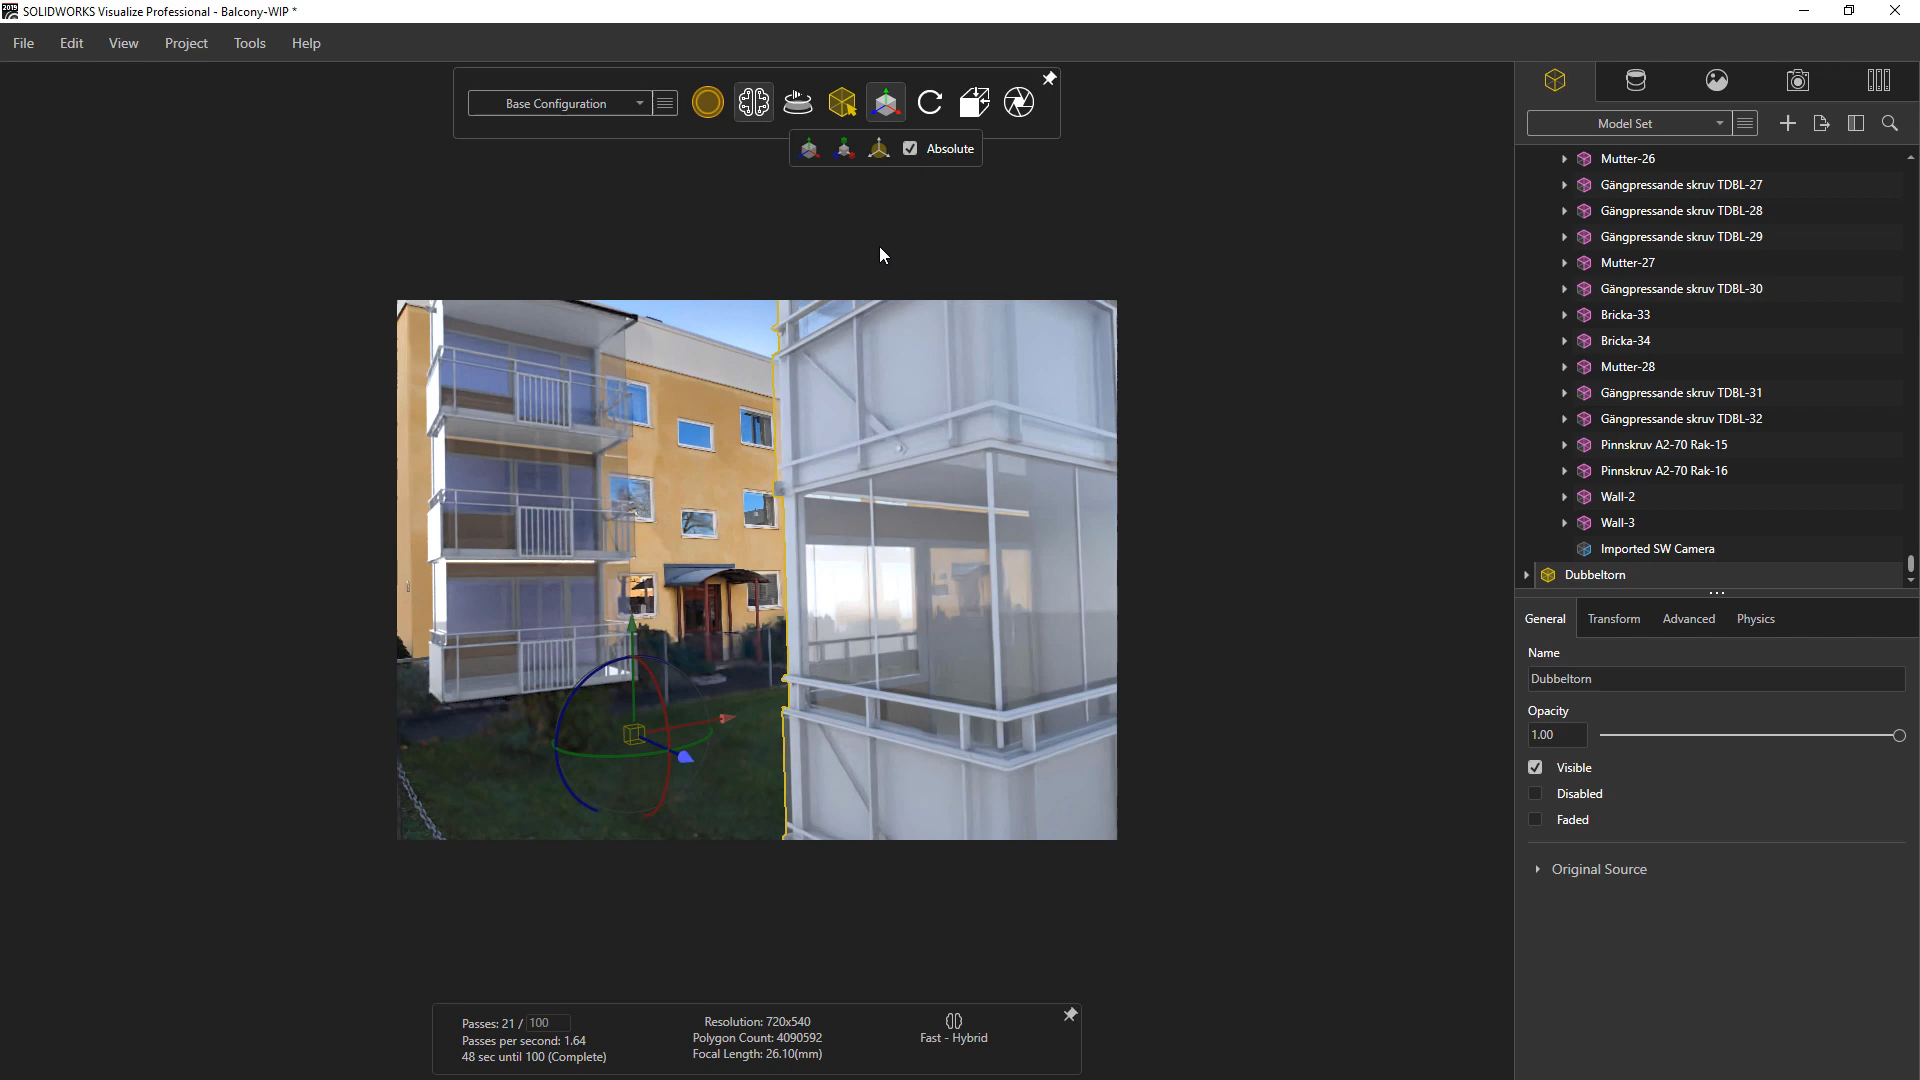 2019
SOLIDWORKS Visualize Professional - Balcony-WIP *
File Edit View Project Tools Help
Base Configuration
Absolute
Model Set
Mutter-26
Gängpressande skruv TDBL-27
Gängpressande skruv TDBL-28
Gängpressande skruv TDBL-29
Mutter-27
Gängpressande skruv TDBL-30
Bricka-33
Bricka-34
Mutter-28
Gängpressande skruv TDBL-31
Gängpressande skruv TDBL-32
Pinnskruv A2-70 Rak-15
Pinnskruv A2-70 Rak-16
Wall-2
Wall-3
Imported SW Camera
Dubbeltorn
General Transform Advanced Physics
Name
Dubbeltorn
Opacity
1.00
Visible
Disabled
Faded
Original Source
Passes: 21 / 100
Passes per second: 1.64
48 sec until 100 (Complete)
Resolution: 720x540
Polygon Count: 4090592
Focal Length: 26.10(mm)
Fast - Hybrid